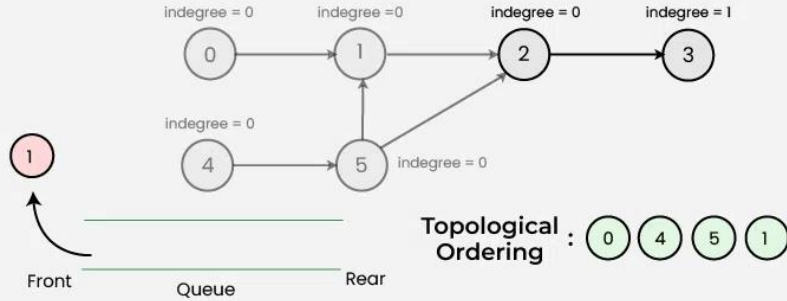 indegree = 0
indegree =0
indegree = 0
indegree = 1
0
1
2
3
indegree = 0
4
5
indegree = 0
1
Topological
Ordering
:
0
4
5
1
Front
Queue
Rear